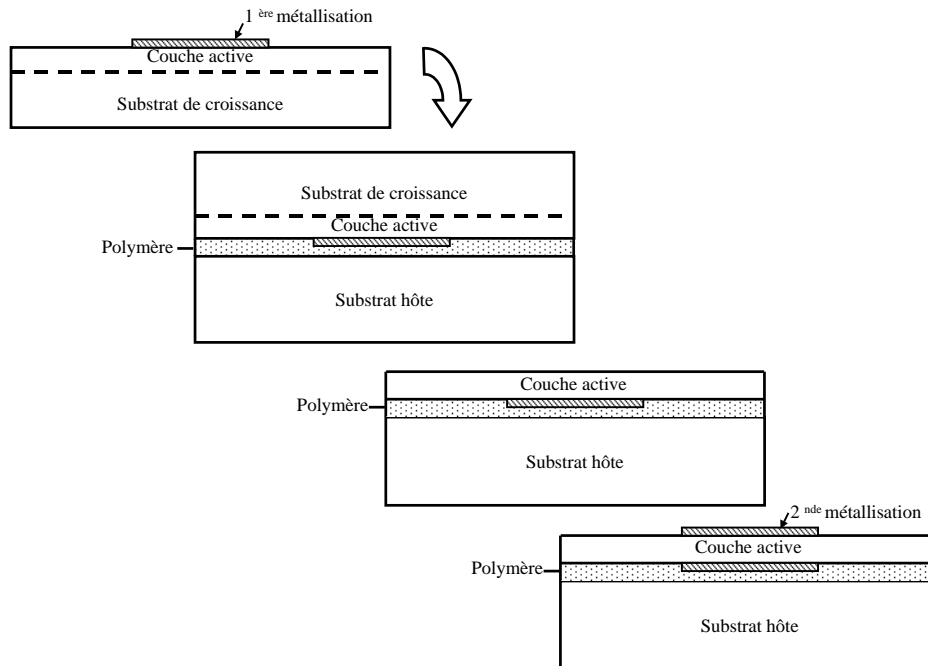 1 ère métallisation
Couche active
Substrat de croissance
Substrat de croissance
Couche active
Polymère
Substrat hôte
Couche active
Polymère
Substrat hôte
2 nde métallisation
Couche active
Polymère
Substrat hôte